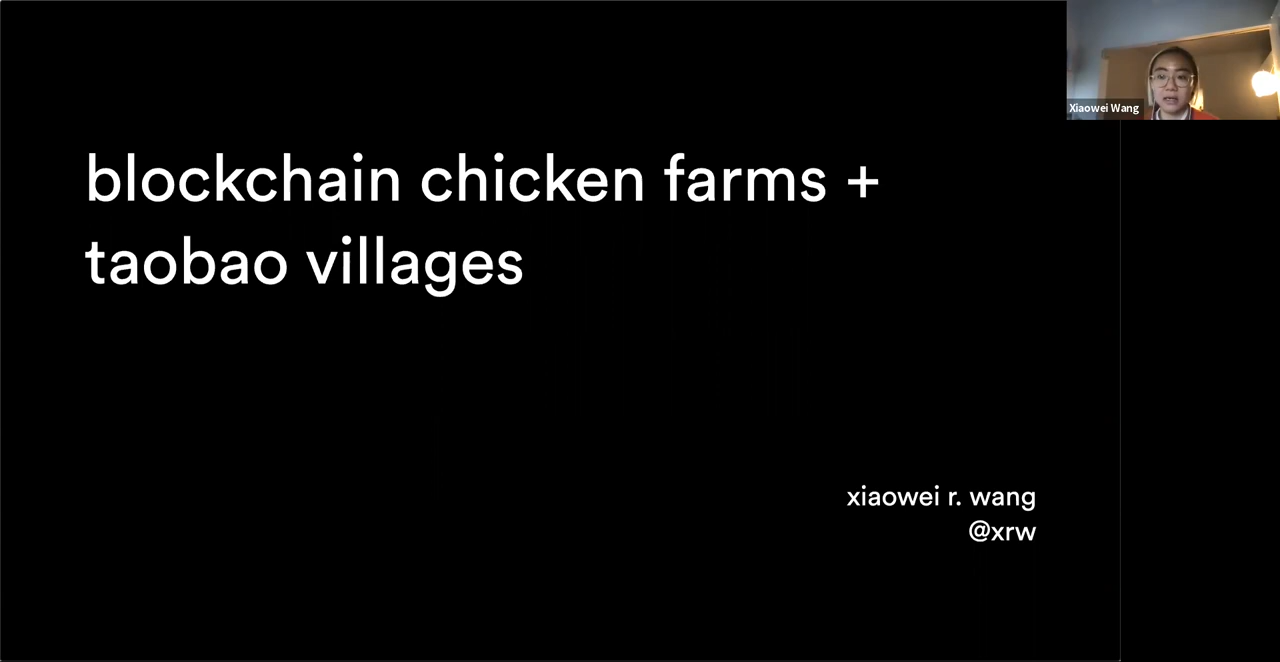 Xiaowei Wang
blockchain chicken farms +
taobao villages
xiaowei r. wang
@xrw